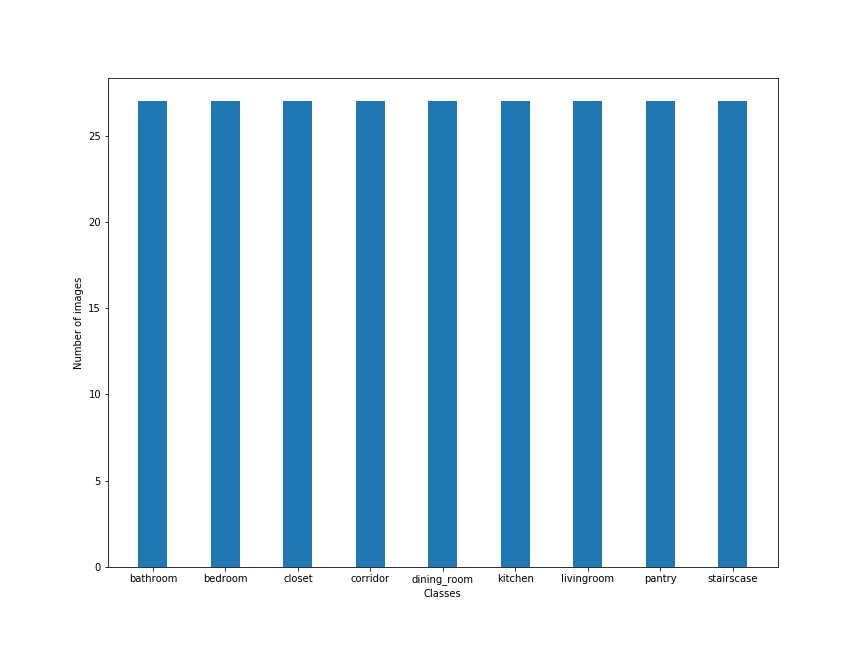 Number of images
25
20
15
10
5
0
bathroom bedroom closet corridor dining_room kitchen livingroom pantry stairscase
Classes